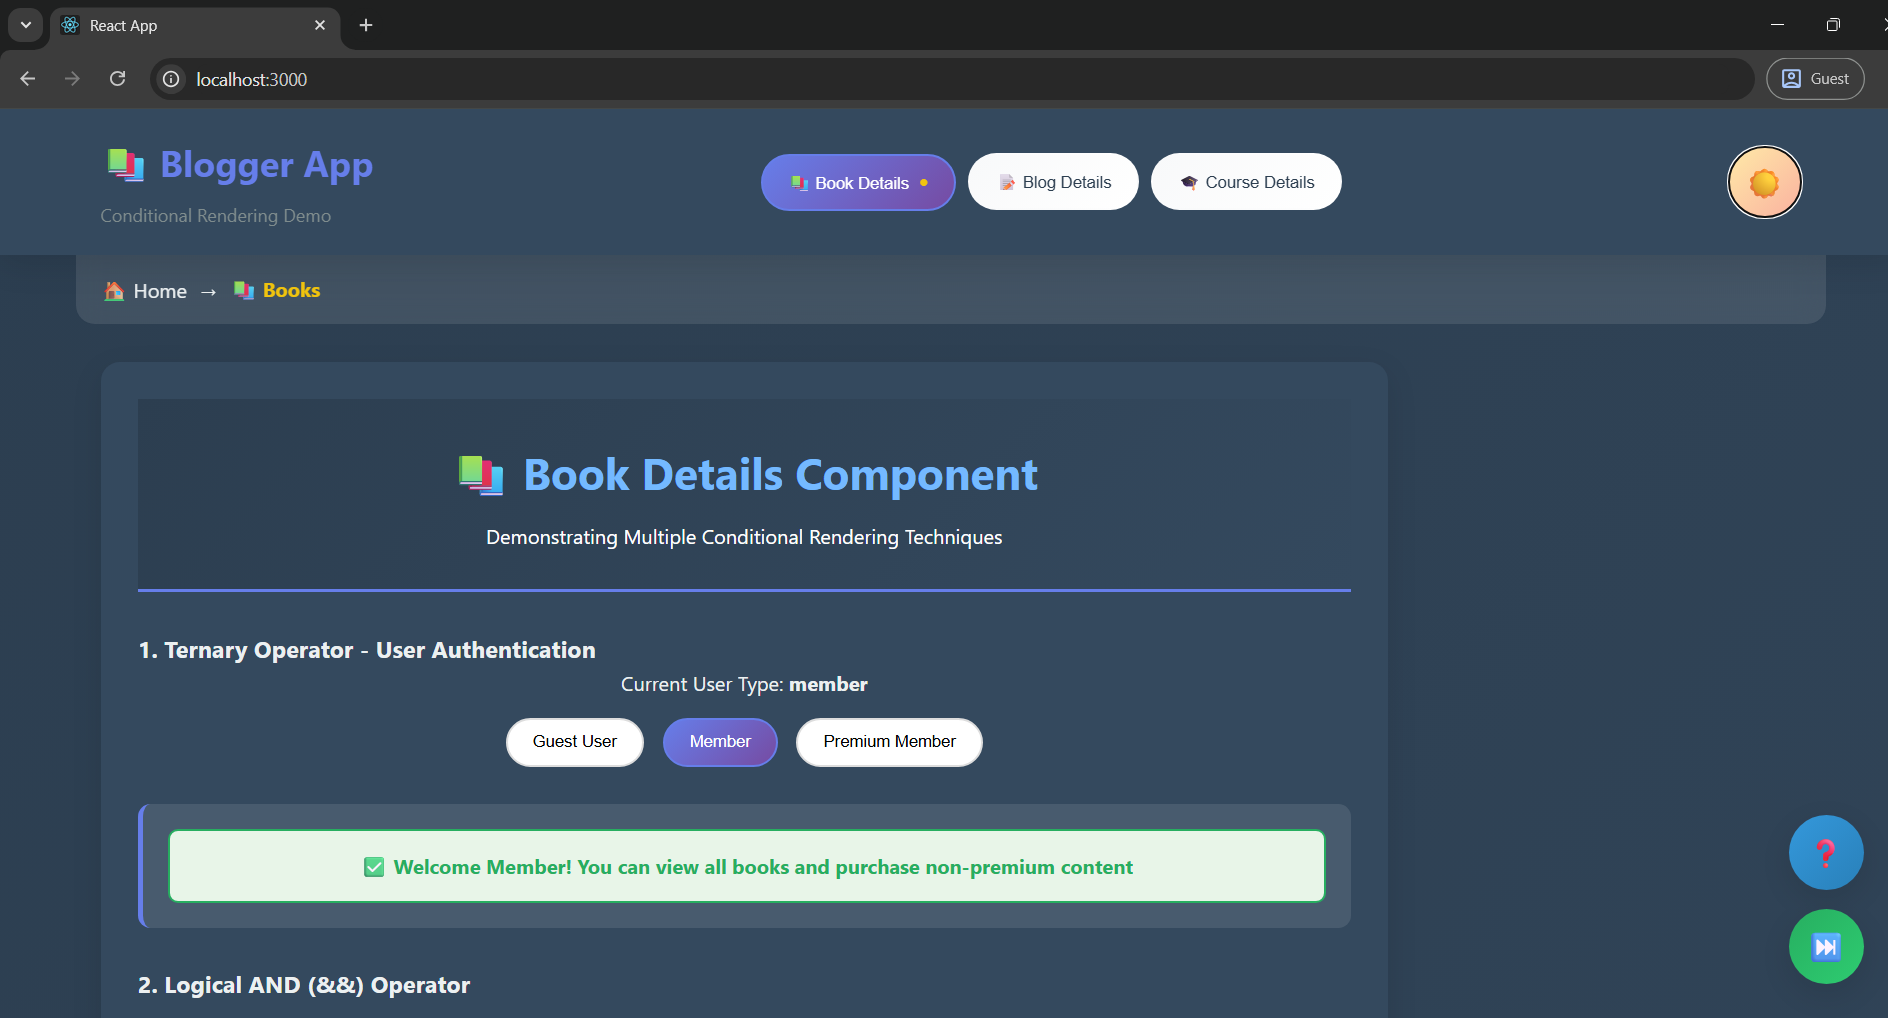 React App
localhost:3000
Guest
Blogger App
Conditional Rendering Demo
Book Details
Blog Details
Course Details
Home → Books
Book Details Component
Demonstrating Multiple Conditional Rendering Techniques
1. Ternary Operator - User Authentication
Current User Type: member
Guest User
Member
Premium Member
Welcome Member! You can view all books and purchase non-premium content
2. Logical AND (&&) Operator